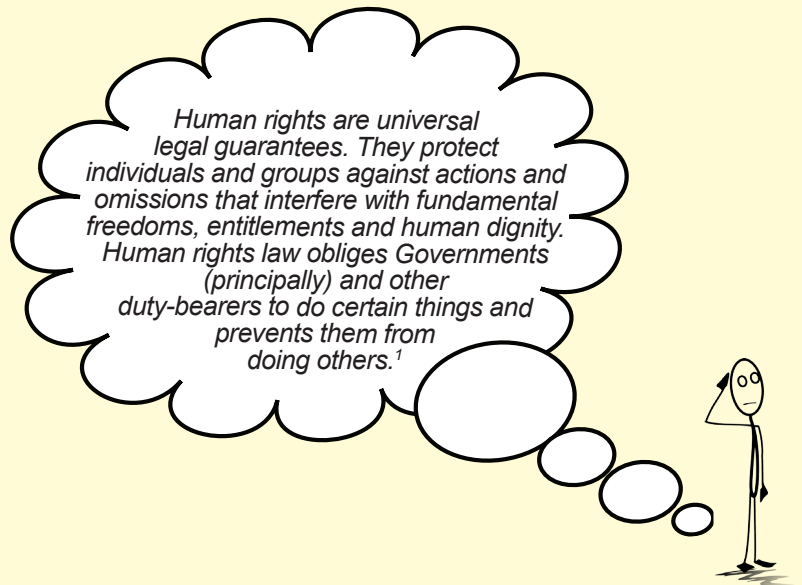 Human rights are universal
legal guarantees. They protect
individuals and groups against actions and
omissions that interfere with fundamental
freedoms, entitlements and human dignity.
Human rights law obliges Governments
(principally) and other
duty-bearers to do certain things and
prevents them from
doing others.¹